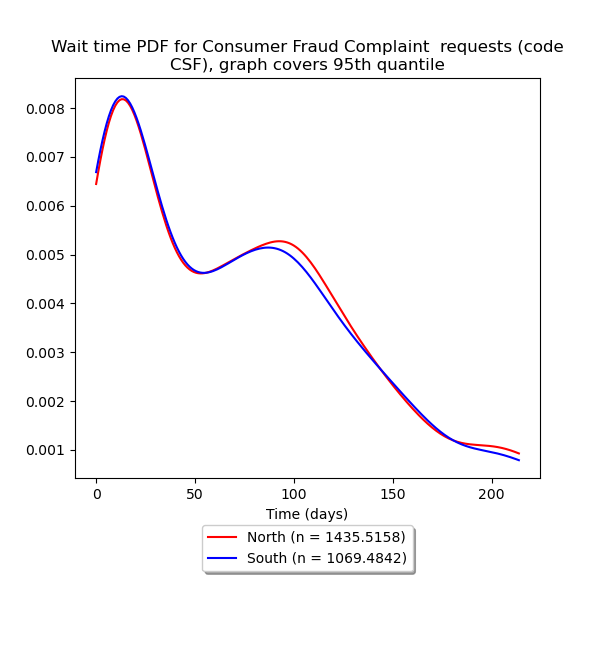 Wait time PDF for Consumer Fraud Complaint  requests (code
CSF), graph covers 95th quantile
0.008
0.007
0.006
0.005
0.004
0.003
0.002
0.001
0 50 100 150 200
Time (days)
North (n = 1435.5158)
South (n = 1069.4842)